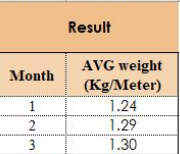 Result
Month AVG weight (Kg/Meter)
1 1.24
2 1.29
3 1.30